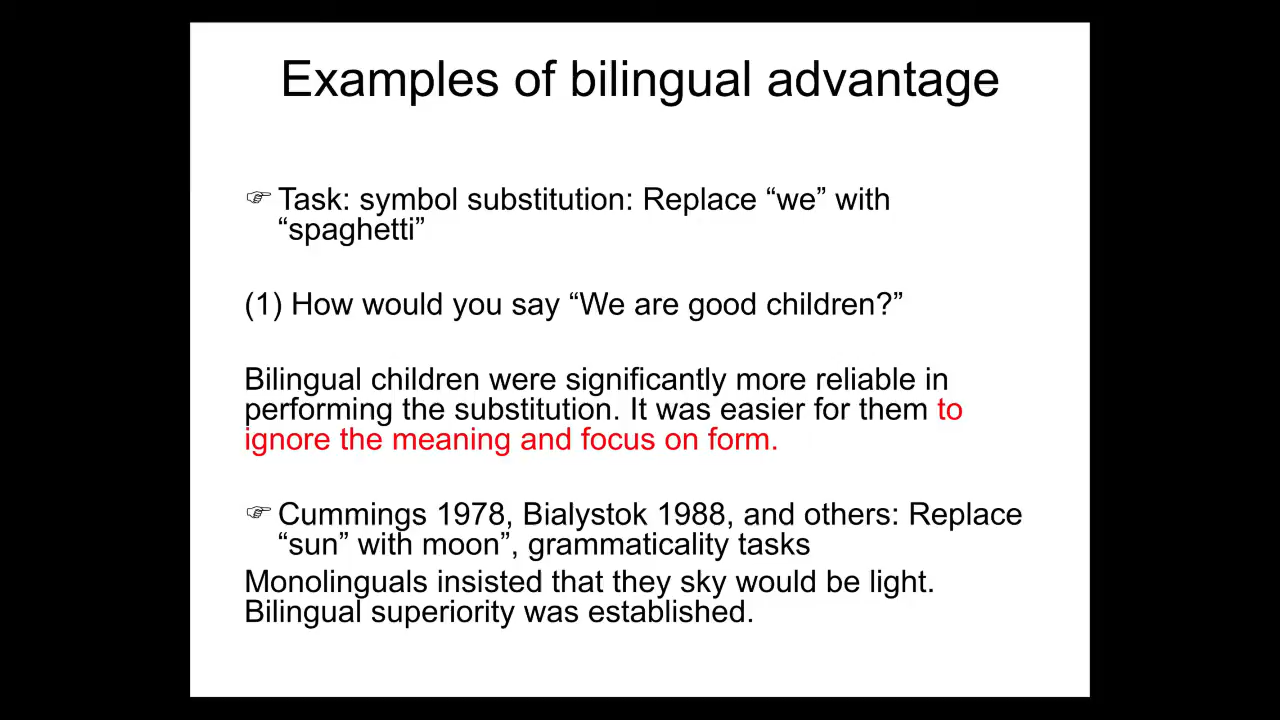 Examples of bilingual advantage
☞ Task: symbol substitution: Replace “we” with
“spaghetti”
(1) How would you say “We are good children?”
Bilingual children were significantly more reliable in
performing the substitution. It was easier for them to
ignore the meaning and focus on form.
☞ Cummings 1978, Bialystok 1988, and others: Replace
“sun” with moon”, grammaticality tasks
Monolinguals insisted that they sky would be light.
Bilingual superiority was established.